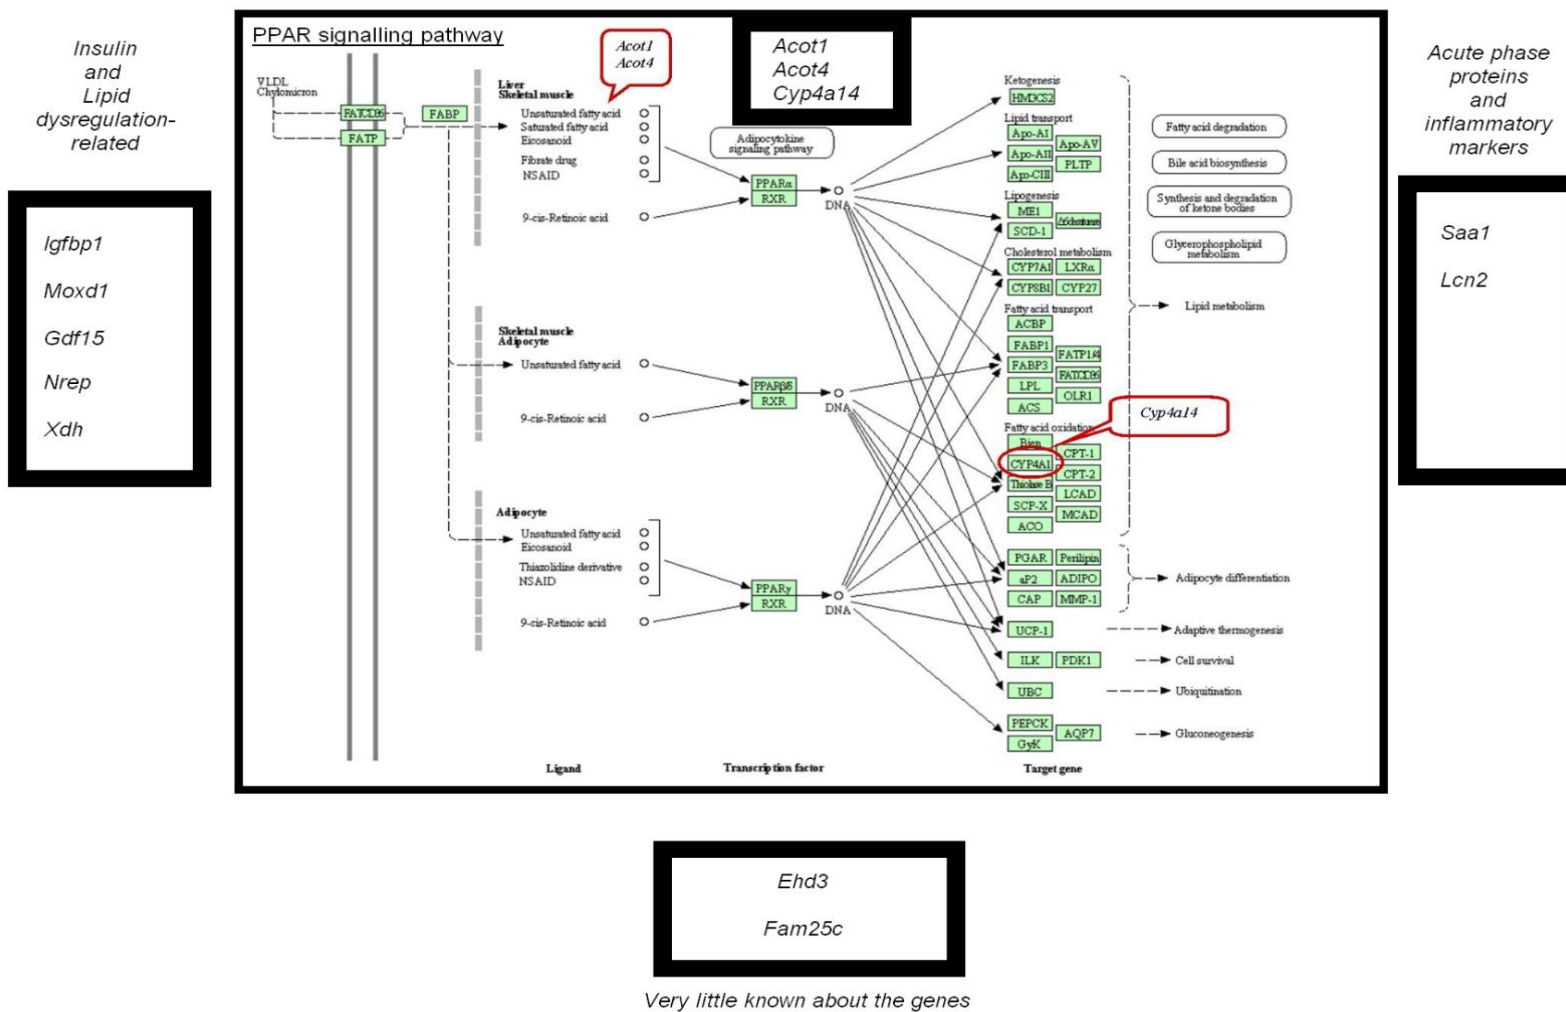 Insulin
and
Lipid
dysregulation-
related
Igfbp1
Moxd1
Gdf15
Nrep
Xdh
PPAR signalling pathway
Acot1
Acot4
Acot1
Acot4
Cyp4a14
VLDL
Chylomicron
FATCD36
FATP
FABP
Liver
Skeletal muscle
Unsaturated fatty acid
Saturated fatty acid
Eicosanoid
Fibrate drug
NSAID
9-cis-Retinoic acid
Adipocytokine
signaling pathway
PPARα
RXR
DNA
Skeletal muscle
Adipocyte
Unsaturated fatty acid
9-cis-Retinoic acid
PPARβδ
RXR
DNA
Adipocyte
Unsaturated fatty acid
Eicosanoid
Thiazolidine derivative
NSAID
9-cis-Retinoic acid
PPARγ
RXR
DNA
Ketogenesis
HMGCS2
Lipid transport
Apo-AI
Apo-AV
Apo-AII
PLTP
Apo-CIII
Lipogenesis
ME1
Δ6desaturase
SCD-1
Cholesterol metabolism
CYP7A1 LXRα
CYP8B1 CYP27
Fatty acid transport
ACBP
FABP1
FATP1/4
FABP3
FATCD36
LPL
OLR1
ACS
Fatty acid oxidation
Bien
CPT-1
CYP4A1
CPT-2
Thiolase B
LCAD
SCP-X
MCAD
ACO
Cyp4a14
PGAR Perilipin
aP2 ADIPO
CAP MMP-1
UCP-1
ILK PDK1
UBC
PEPCK
AQP7
GyK
Fatty acid degradation
Bile acid biosynthesis
Synthesis and degradation
of ketone bodies
Glycerophospholipid
metabolism
Lipid metabolism
Adipocyte differentiation
Adaptive thermogenesis
Cell survival
Ubiquitination
Gluconeogenesis
Ligand
Transcription factor
Target gene
Acute phase
proteins
and
inflammatory
markers
Saa1
Lcn2
Ehd3
Fam25c
Very little known about the genes